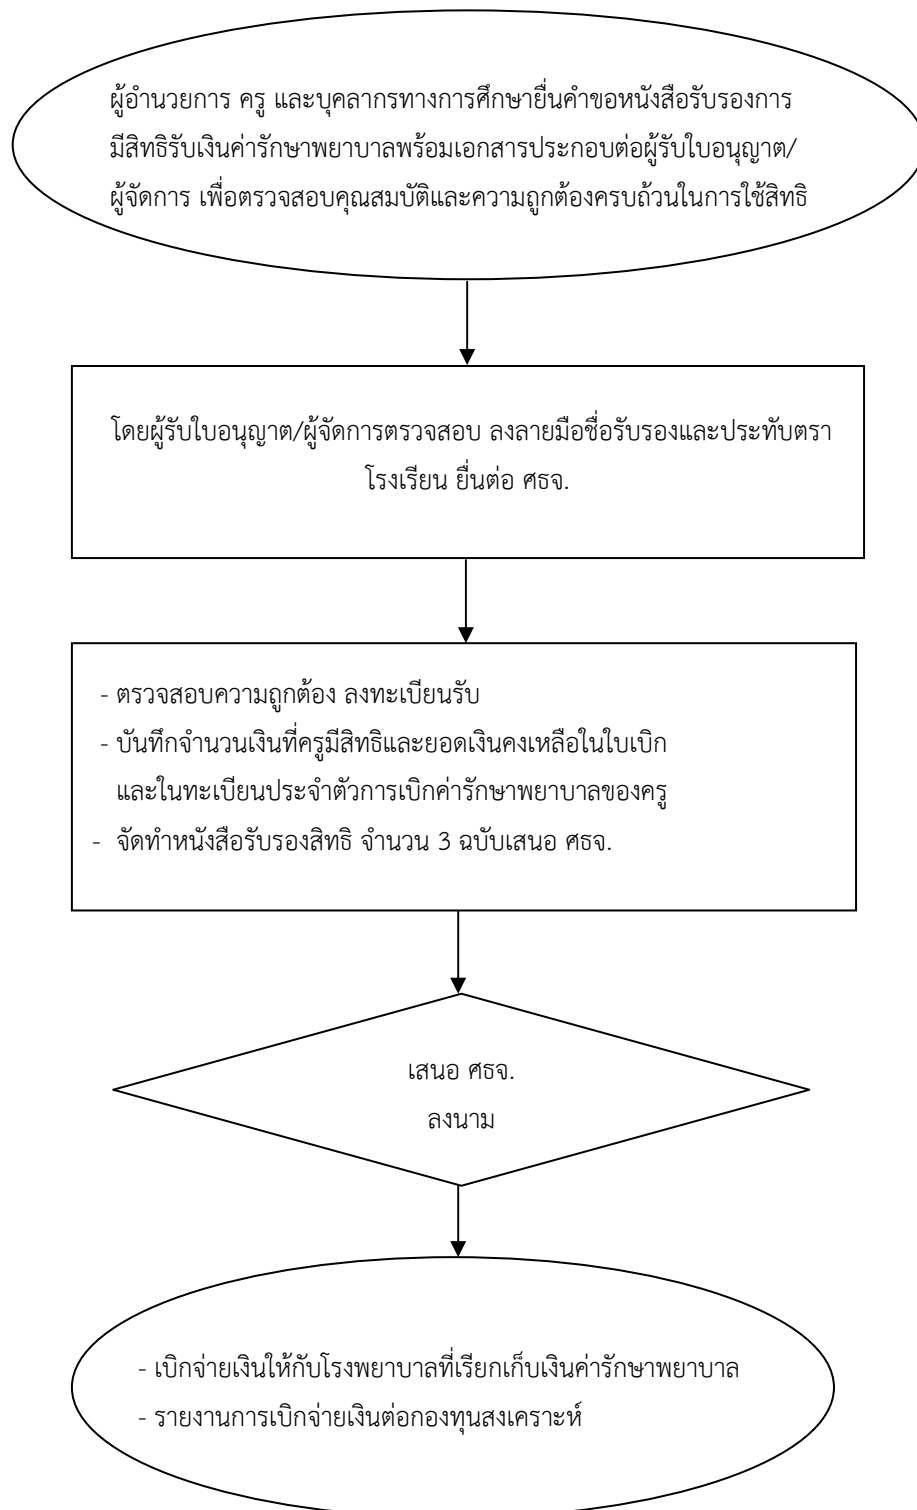 ผู้อำนวยการ ครู และบุคลากรทางการศึกษายื่นคำขอหนังสือรับรองการ
มีสิทธิรับเงินค่ารักษาพยาบาลพร้อมเอกสารประกอบต่อผู้รับใบอนุญาต/
ผู้จัดการ เพื่อตรวจสอบคุณสมบัติและความถูกต้องครบถ้วนในการใช้สิทธิ
โดยผู้รับใบอนุญาต/ผู้จัดการตรวจสอบ ลงลายมือชื่อรับรองและประทับตรา
โรงเรียน ยื่นต่อ ศธจ.
- ตรวจสอบความถูกต้อง ลงทะเบียนรับ
- บันทึกจำนวนเงินที่ครูมีสิทธิและยอดเงินคงเหลือในใบเบิก
และในทะเบียนประจำตัวการเบิกค่ารักษาพยาบาลของครู
- จัดทำหนังสือรับรองสิทธิ จำนวน 3 ฉบับเสนอ ศธจ.
เสนอ ศธจ.
ลงนาม
- เบิกจ่ายเงินให้กับโรงพยาบาลที่เรียกเก็บเงินค่ารักษาพยาบาล
- รายงานการเบิกจ่ายเงินต่อกองทุนสงเคราะห์